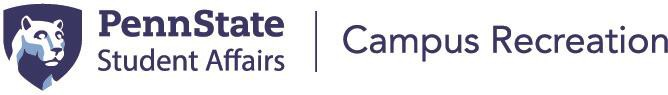 PennState
Student Affairs
Campus Recreation